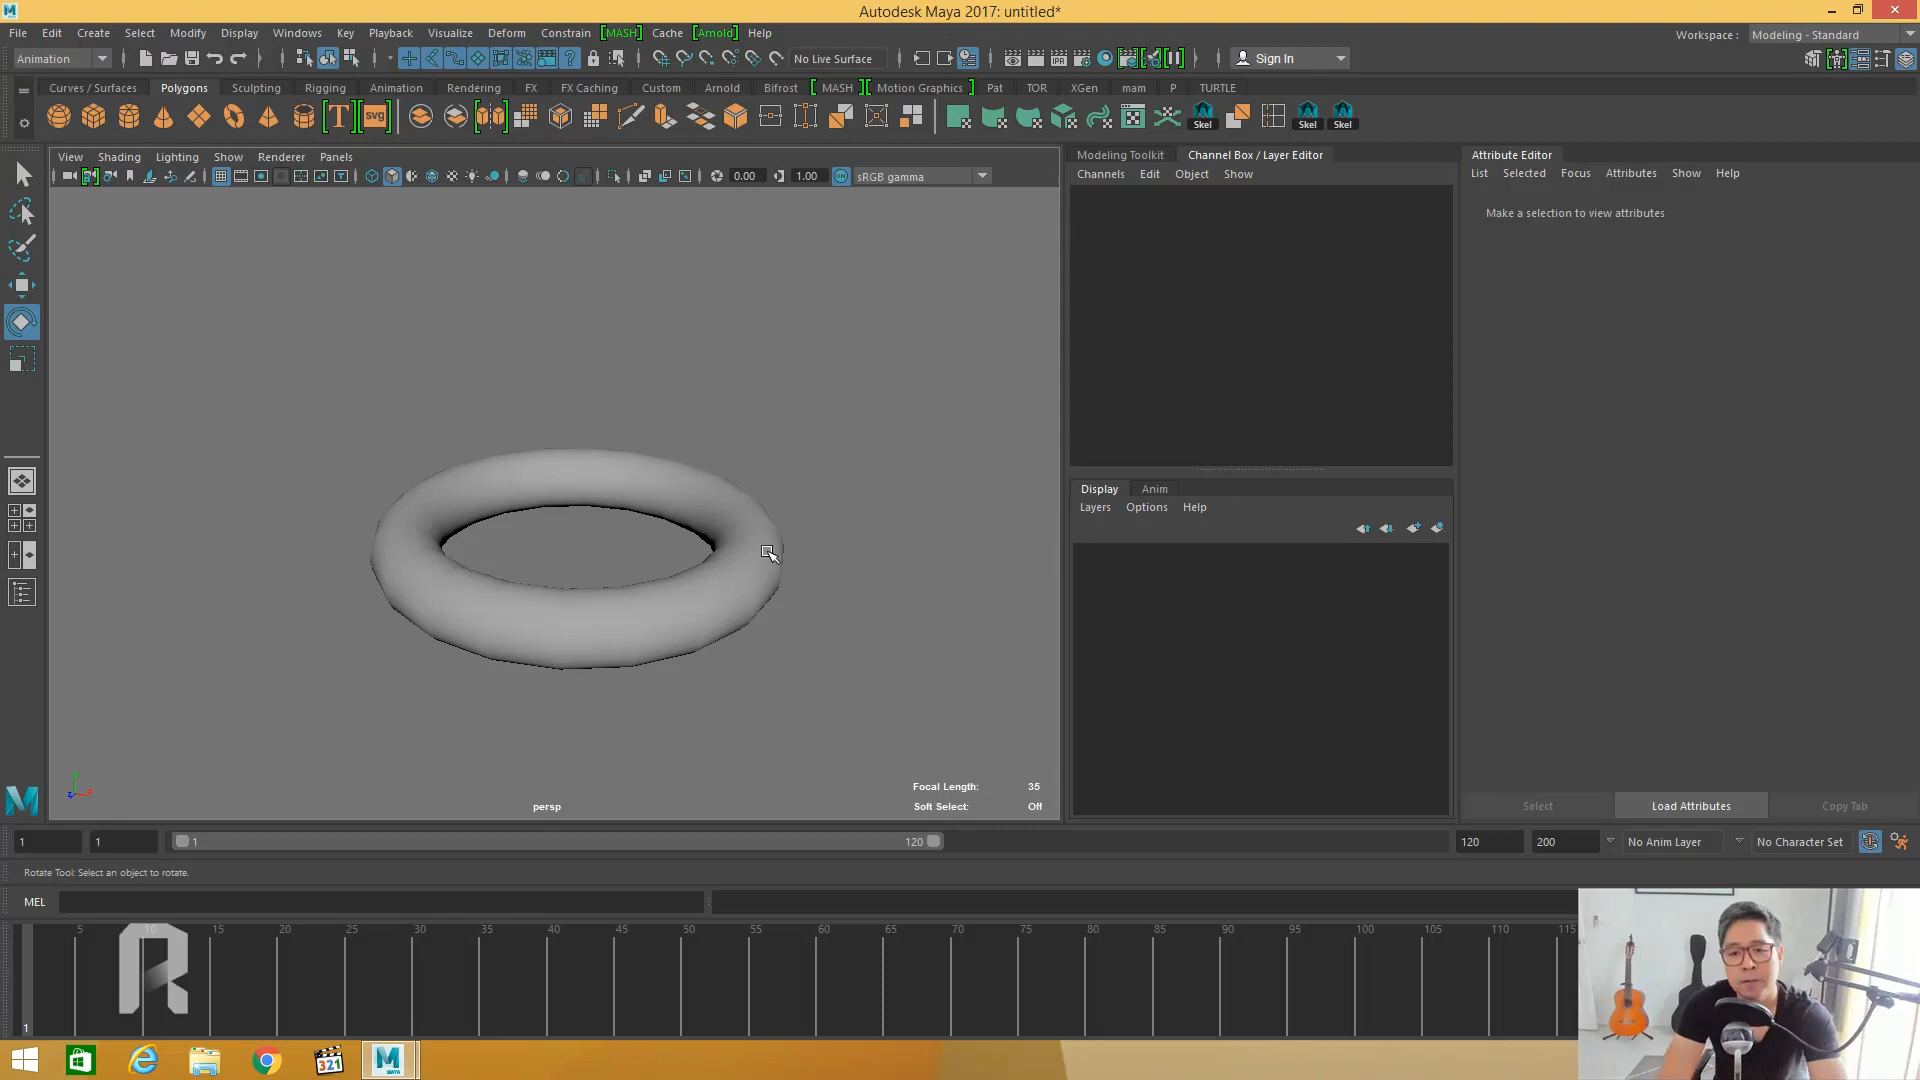 Autodesk Maya 2017: untitled*
File Edit Create Select Modify Display Windows Key Playback Visualize Deform Constrain [MASH] Cache [Arnold] Help
Workspace : Modeling - Standard
Animation
No Live Surface
Sign In
Curves / Surfaces Polygons Sculpting Rigging Animation Rendering FX FX Caching Custom Arnold Bifrost [MASH] [Motion Graphics] Pat TOR XGen mam P TURTLE
T svg Skel Skel Skel
View Shading Lighting Show Renderer Panels
IPR
0.00 1.00 ON sRGB gamma
Modeling Toolkit Channel Box / Layer Editor
Channels Edit Object Show
Attribute Editor
List Selected Focus Attributes Show Help
Make a selection to view attributes
Display Anim
Layers Options Help
y
z x
persp
Focal Length: 35
Soft Select: Off
Select Load Attributes Copy Tab
1 1 1 120 120 200 No Anim Layer No Character Set
Rotate Tool: Select an object to rotate.
MEL
5 10 15 20 25 30 35 40 45 50 55 60 65 70 75 80 85 90 95 100 105 110 115
1
R
321
M
MAYA